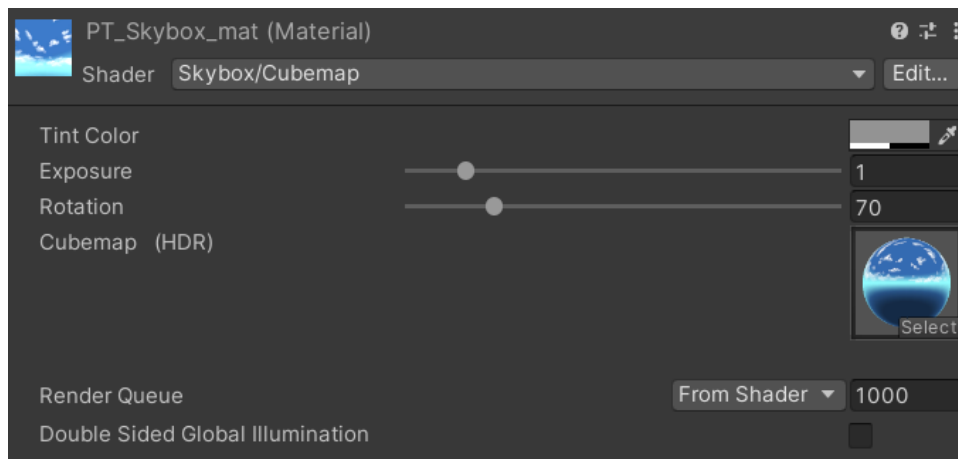 PT_Skybox_mat (Material)
Shader Skybox/Cubemap Edit...
Tint Color
Exposure 1
Rotation 70
Cubemap (HDR)
Select
Render Queue From Shader 1000
Double Sided Global Illumination